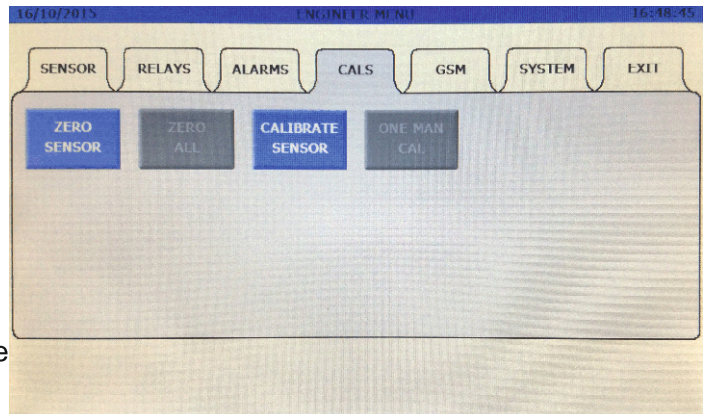 16/10/2015 ENGINEER MENU 16:48:45
SENSOR RELAYS ALARMS CALS GSM SYSTEM EXIT
ZERO SENSOR
ZERO ALL
CALIBRATE SENSOR
ONE MAN CAL
e